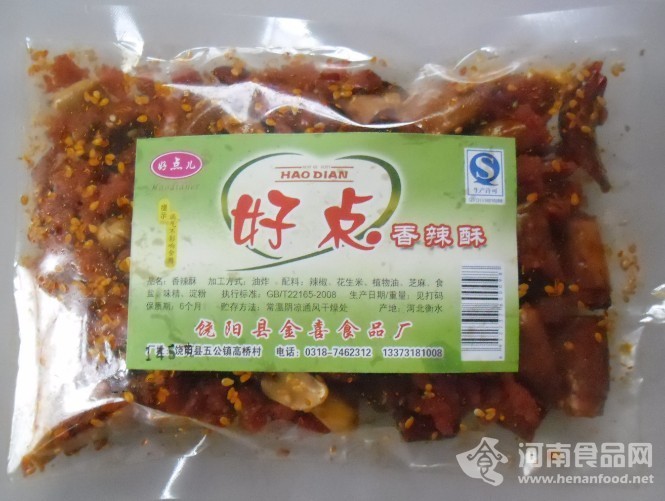 好点儿
HaoDianer
HAO DIAN
好点 香辣酥
生产许可
品名：香辣酥 加工方式：油炸 配料：辣椒、花生米、植物油、芝麻、食
盐、味精、淀粉 执行标准：GB/T22165-2008 生产日期/重量：见打码
保质期：6个月 贮存方法：常温阴凉通风干燥处 产地：河北衡水
饶阳县金喜食品厂
饶阳县五公镇高桥村 电话：0318-7462312 13373181008
河南食品网
www.henanfood.net